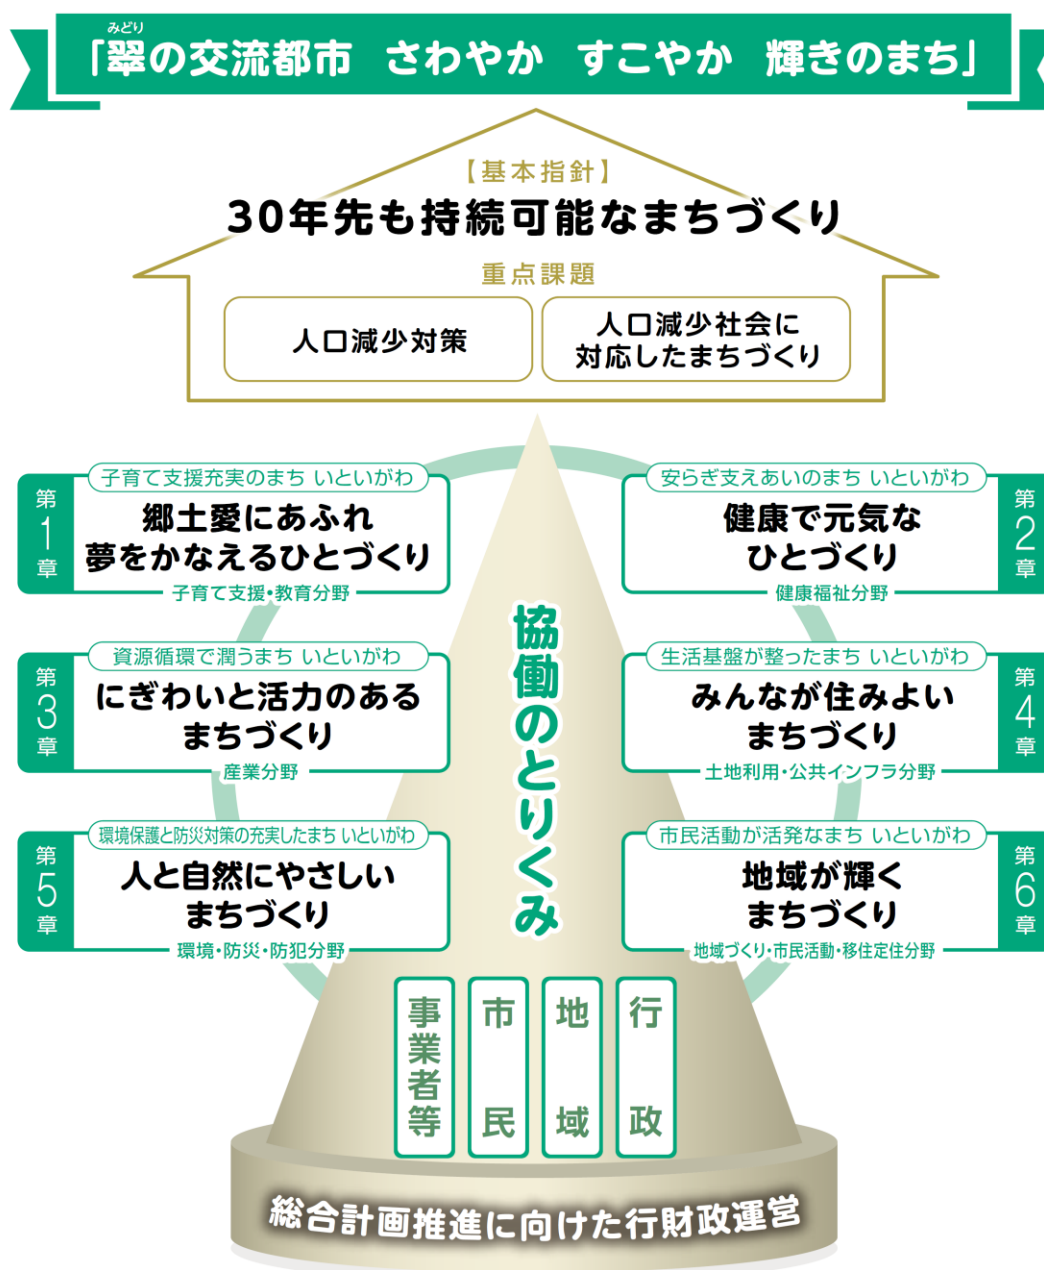 みどり
「翠の交流都市 さわやか すこやか 輝きのまち」
【基本指針】
30年先も持続可能なまちづくり
重点課題
人口減少対策
人口減少社会に
対応したまちづくり
第1章
子育て支援充実のまち いといがわ
郷土愛にあふれ
夢をかなえるひとづくり
子育て支援・教育分野
第2章
安らぎ支えあいのまち いといがわ
健康で元気な
ひとづくり
健康福祉分野
第3章
資源循環で潤うまち いといがわ
にぎわいと活力のある
まちづくり
産業分野
第4章
生活基盤が整ったまち いといがわ
みんなが住みよい
まちづくり
土地利用・公共インフラ分野
第5章
環境保護と防災対策の充実したまち いといがわ
人と自然にやさしい
まちづくり
環境・防災・防犯分野
第6章
市民活動が活発なまち いといがわ
地域が輝く
まちづくり
地域づくり・市民活動・移住定住分野
協働のとりくみ
事業者等
市民
地域
行政
総合計画推進に向けた行財政運営